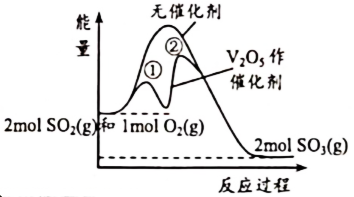 能量
无催化剂
①
②
V₂O₅作
催化剂
2mol SO₂(g)和 1mol O₂(g)
2mol SO₃(g)
反应过程